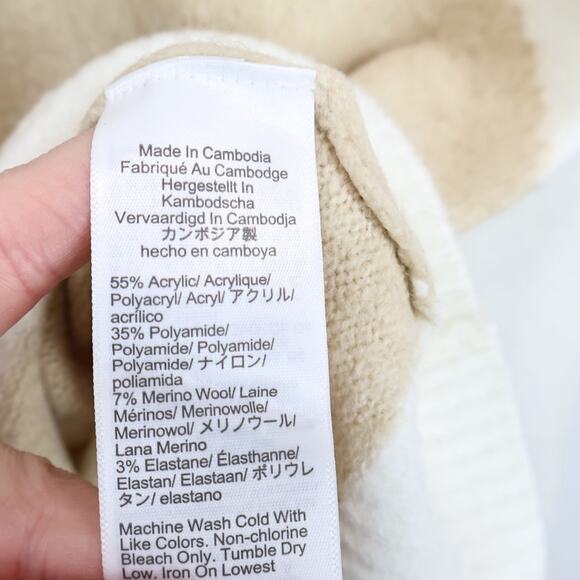 Made In Cambodia
Fabriqué Au Cambodge
Hergestellt In
Kambodscha
Vervaardigd In Cambodja
カンボジア製
hecho en camboya
55% Acrylic/ Acrylique/
Polyacryl/ Acryl/ アクリル/
acrílico
35% Polyamide/
Polyamide/ Polyamide/
Polyamide/ ナイロン/
poliamida
7% Merino Wool/ Laine
Mérinos/ Merinowolle/
Merinowol/ メリノウール/
Lana Merino
3% Elastane/ Élasthanne/
Elastan/ Elastaan/ ポリウレ
タン/ elastano
Machine Wash Cold With
Like Colors. Non-chlorine
Bleach Only. Tumble Dry
Low. Iron On Lowest